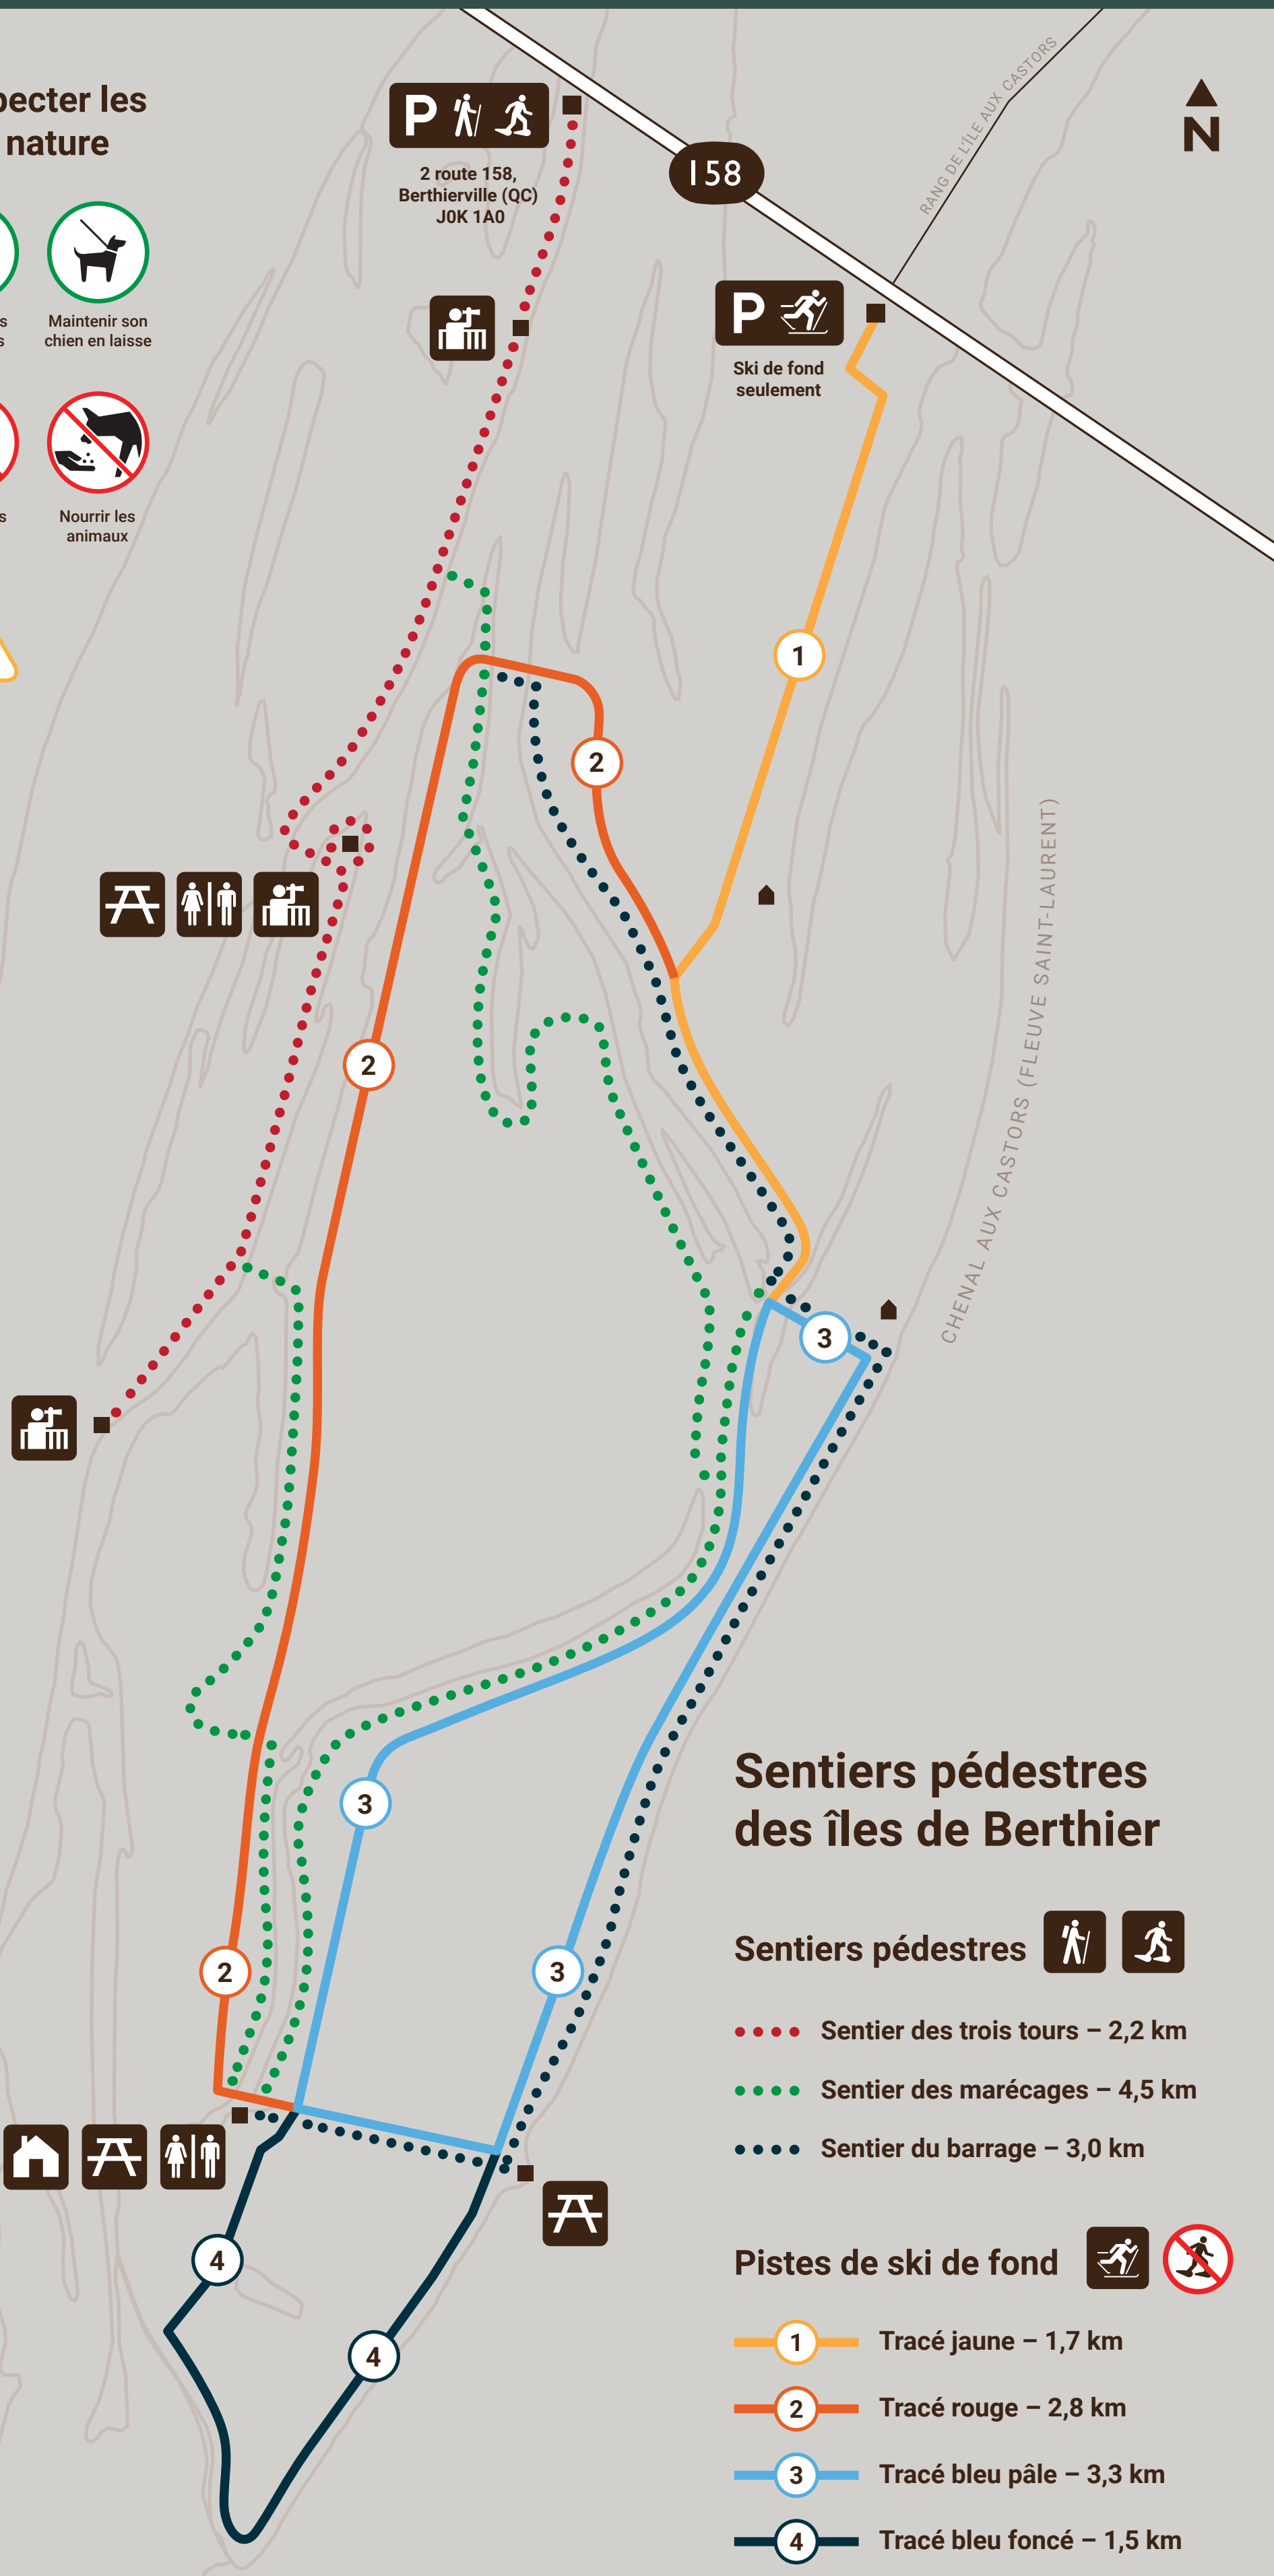 pecter les
nature
s
s
Maintenir son
chien en laisse
s
Nourrir les
animaux
P
2 route 158,
Berthierville (QC)
J0K 1A0
158
RANG DE L'ÎLE AUX CASTORS
N
P
Ski de fond
seulement
1
2
2
CHENAL AUX CASTORS (FLEUVE SAINT-LAURENT)
3
3
2
3
4
4
Sentiers pédestres
des îles de Berthier
Sentiers pédestres
Sentier des trois tours – 2,2 km
Sentier des marécages – 4,5 km
Sentier du barrage – 3,0 km
Pistes de ski de fond
1 Tracé jaune – 1,7 km
2 Tracé rouge – 2,8 km
3 Tracé bleu pâle – 3,3 km
4 Tracé bleu foncé – 1,5 km